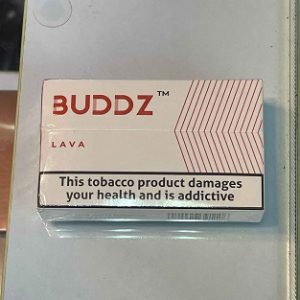 BUDDZ™
LAVA
This tobacco product damages
your health and is addictive